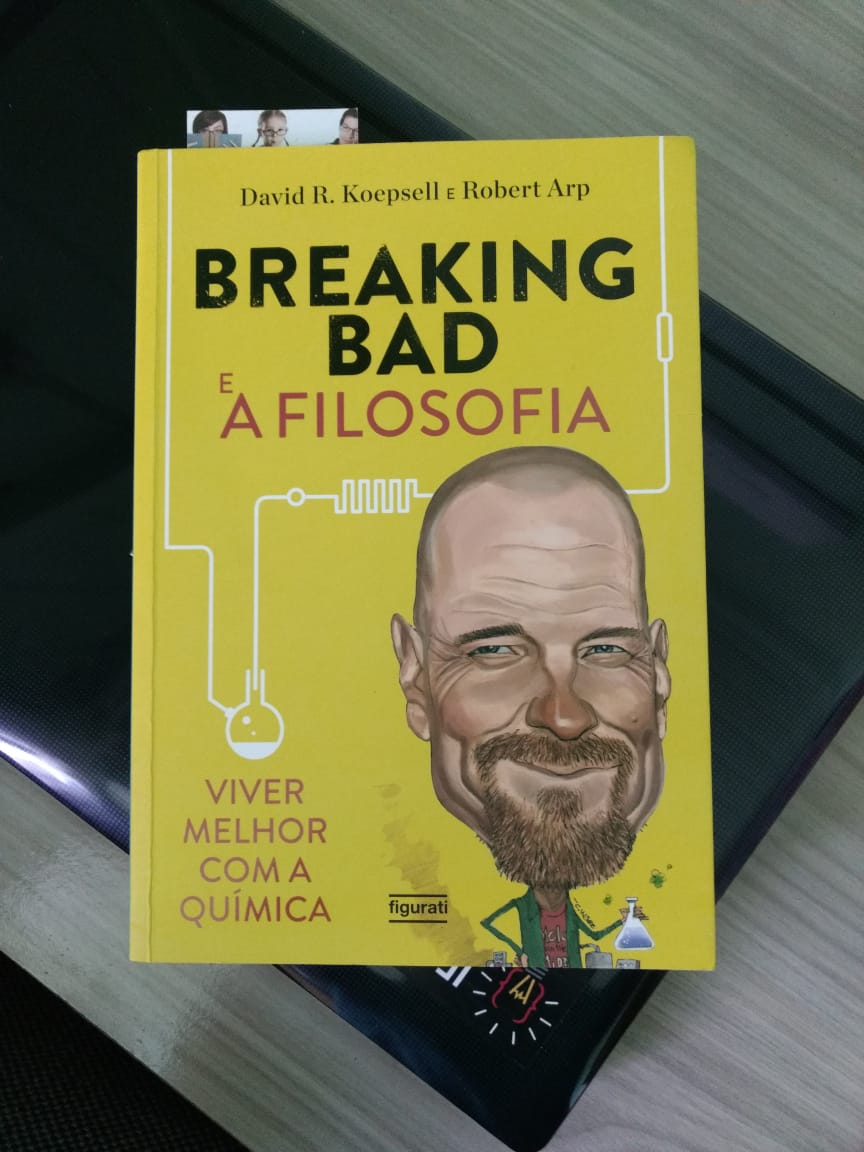 David R. Koepsell E Robert Arp
BREAKING
BAD
E
A FILOSOFIA
VIVER
MELHOR
COM A
QUÍMICA
figurati